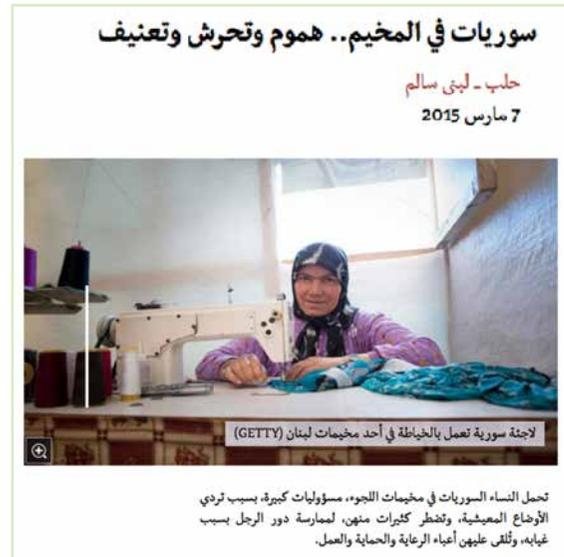 سوريات في المخيم.. هموم وتحرش وتعنيف
حلب ـ لبنى سالم
7 مارس 2015
لاجئة سورية تعمل بالخياطة في أحد مخيمات لبنان (GETTY)
تحمل النساء السوريات في مخيمات اللجوء، مسؤوليات كبيرة، بسبب تردي
الأوضاع المعيشية، وتضطر كثيرات منهن، لممارسة دور الرجل بسبب
غيابه، وتُلقى عليهن أعباء الرعاية والحماية والعمل.